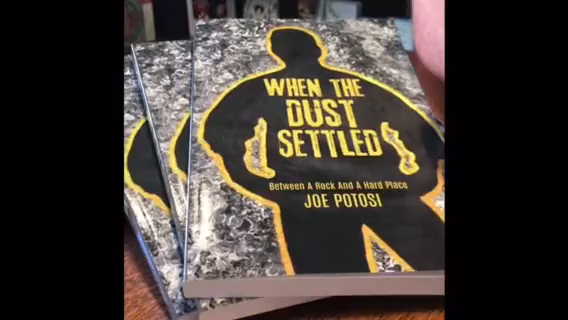 WHEN THE
DUST
SETTLED
Between A Rock And A Hard Place
JOE POTOSI